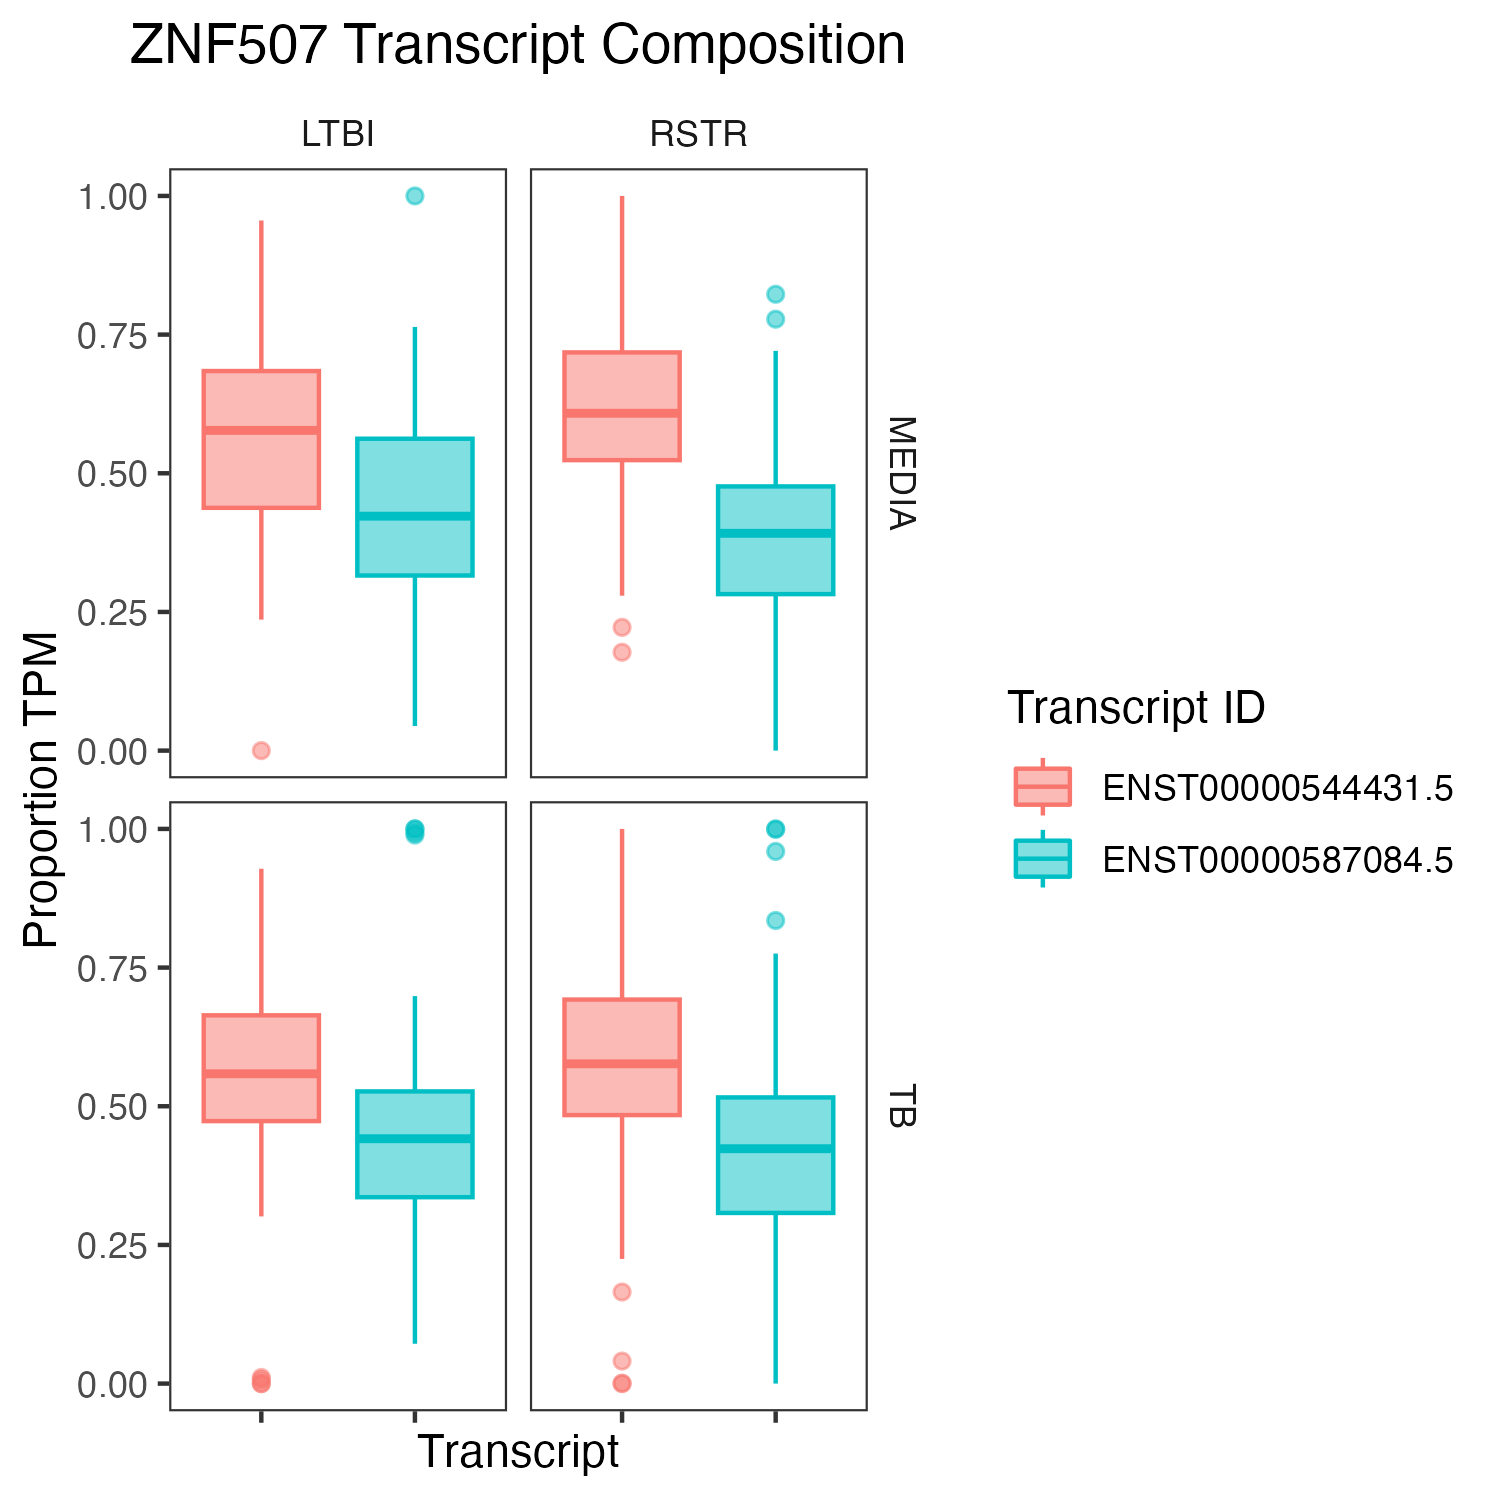 ZNF507 Transcript Composition
LTBI
RSTR
1.00
0.75
0.50
0.25
0.00
MEDIA
1.00
0.75
0.50
0.25
0.00
TB
Proportion TPM
Transcript
Transcript ID
ENST00000544431.5
ENST00000587084.5